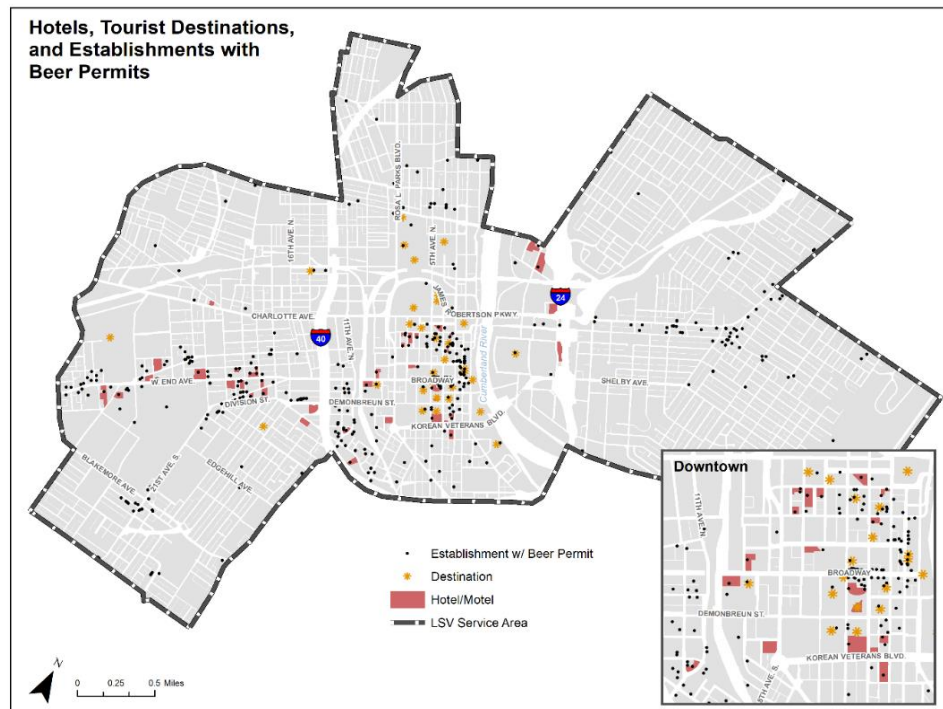 Hotels, Tourist Destinations,
and Establishments with
Beer Permits
ROSA L. PARKS BLVD.
16TH AVE. N.
5TH AVE. N.
JAMES ROBERTSON PKWY.
CHARLOTTE AVE.
24
40
11TH AVE. N.
Cumberland River
W END AVE.
BROADWAY
SHELBY AVE.
DIVISION ST.
DEMONBREUN ST.
KOREAN VETERANS BLVD.
BLAKEMORE AVE.
21ST AVE. S.
EDGEHILL AVE.
Downtown
11TH AVE. N.
BROADWAY
DEMONBREUN ST.
KOREAN VETERANS BLVD.
8TH AVE. S.
Establishment w/ Beer Permit
Destination
Hotel/Motel
LSV Service Area
N
0 0.25 0.5 Miles